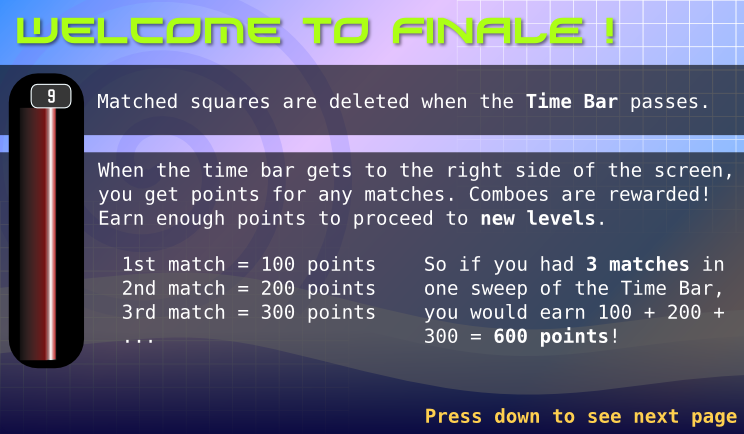 WELCOME TO FINALE !
9
Matched squares are deleted when the Time Bar passes.
When the time bar gets to the right side of the screen,
you get points for any matches. Comboes are rewarded!
Earn enough points to proceed to new levels.
1st match = 100 points
2nd match = 200 points
3rd match = 300 points
...
So if you had 3 matches in
one sweep of the Time Bar,
you would earn 100 + 200 +
300 = 600 points!
Press down to see next page